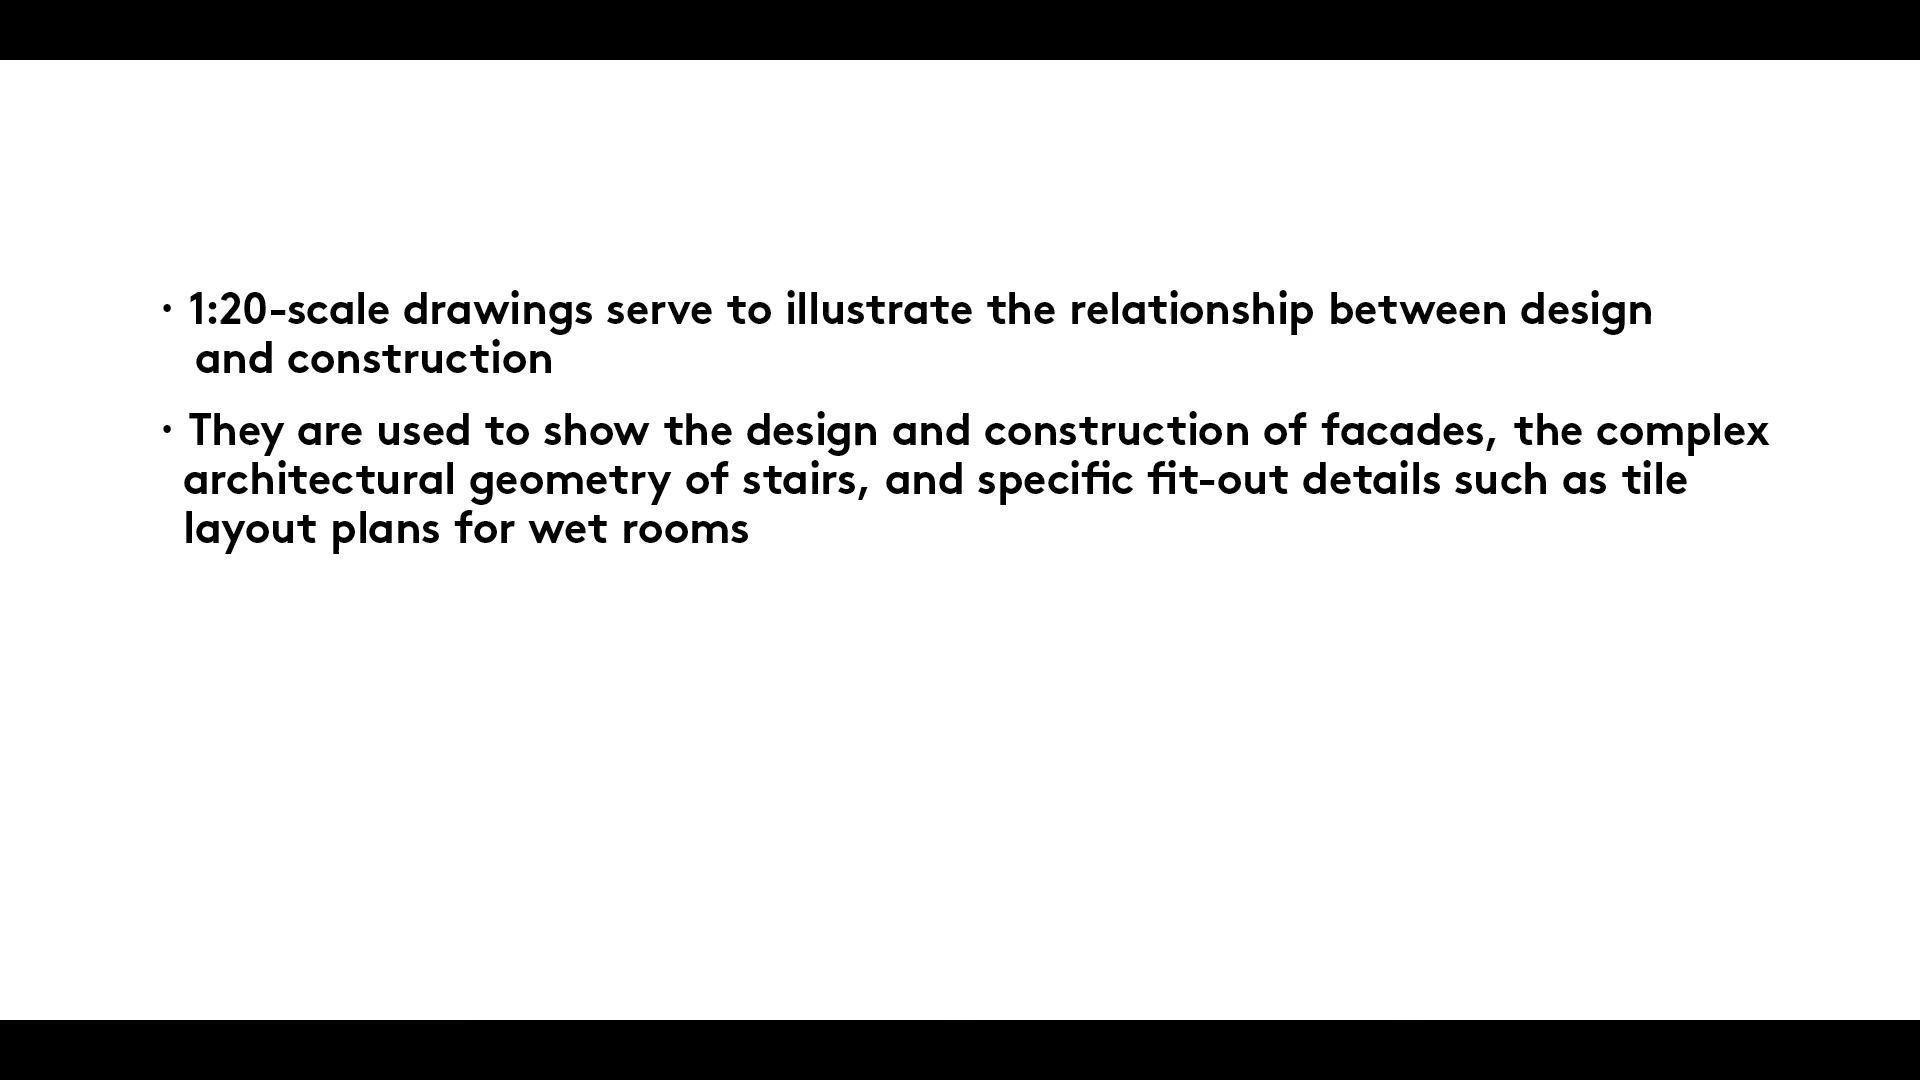 · 1:20-scale drawings serve to illustrate the relationship between design
and construction
· They are used to show the design and construction of facades, the complex
architectural geometry of stairs, and specific fit-out details such as tile
layout plans for wet rooms